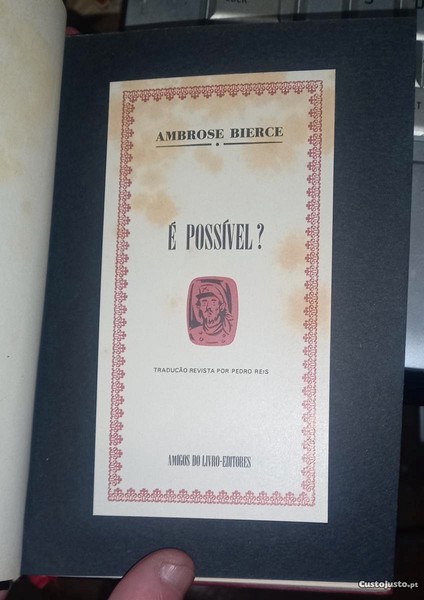 AMBROSE BIERCE
É POSSÍVEL?
TRADUÇÃO REVISTA POR PEDRO REIS
AMIGOS DO LIVRO-EDITORES
CustoJusto.pt